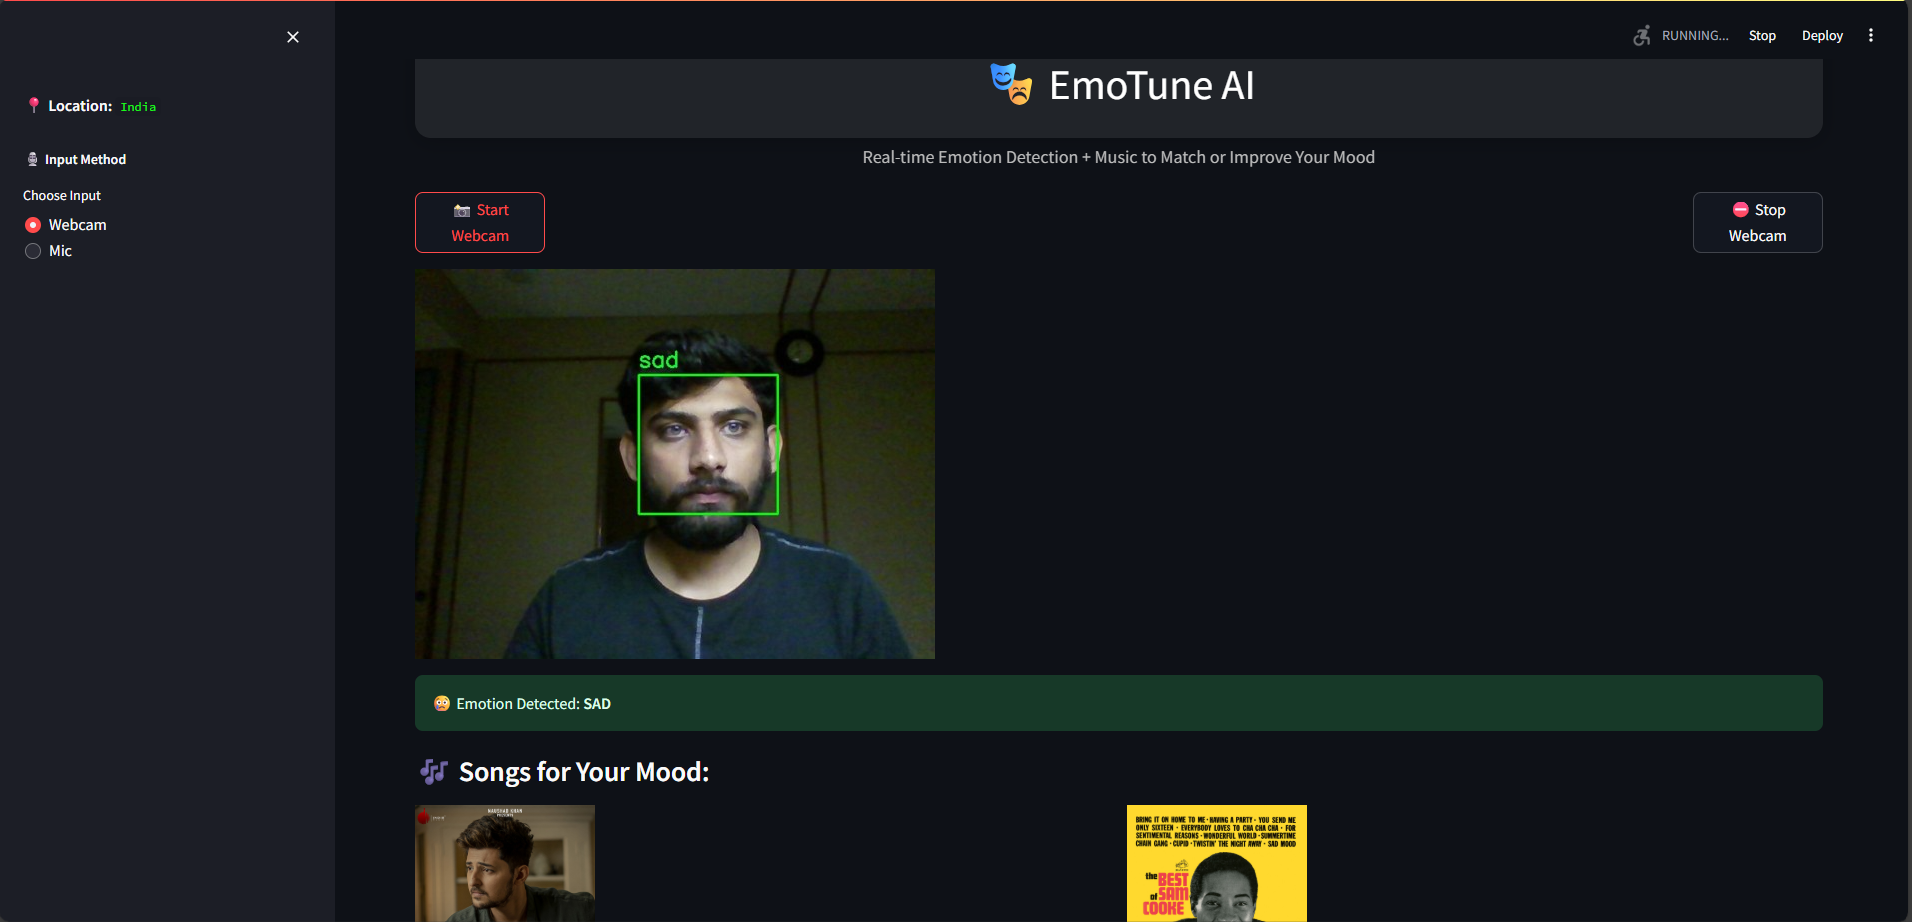 Location: India
Input Method
Choose Input
Webcam
Mic
RUNNING...
Stop
Deploy
EmoTune AI
Real-time Emotion Detection + Music to Match or Improve Your Mood
Start
Webcam
Stop
Webcam
sad
Emotion Detected: SAD
Songs for Your Mood:
NAUSHAD KHAN
PRESENTS
BRING IT ON HOME TO ME • HAVING A PARTY • YOU SEND ME
ONLY SIXTEEN • EVERYBODY LOVES TO CHA CHA CHA • FOR
SENTIMENTAL REASONS • WONDERFUL WORLD • SUMMERTIME
CHAIN GANG • CUPID • TWISTIN' THE NIGHT AWAY • SAD MOOD
the BEST
of SAM
COOKE